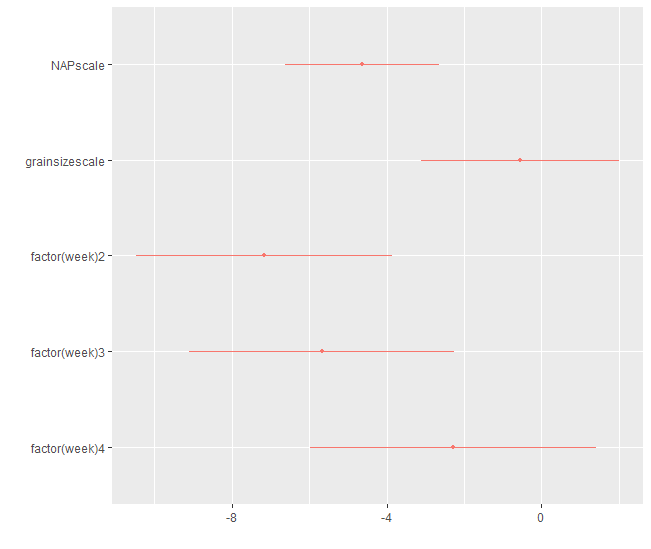 NAPscale
grainsizescale
factor(week)2
factor(week)3
factor(week)4
-8 -4 0